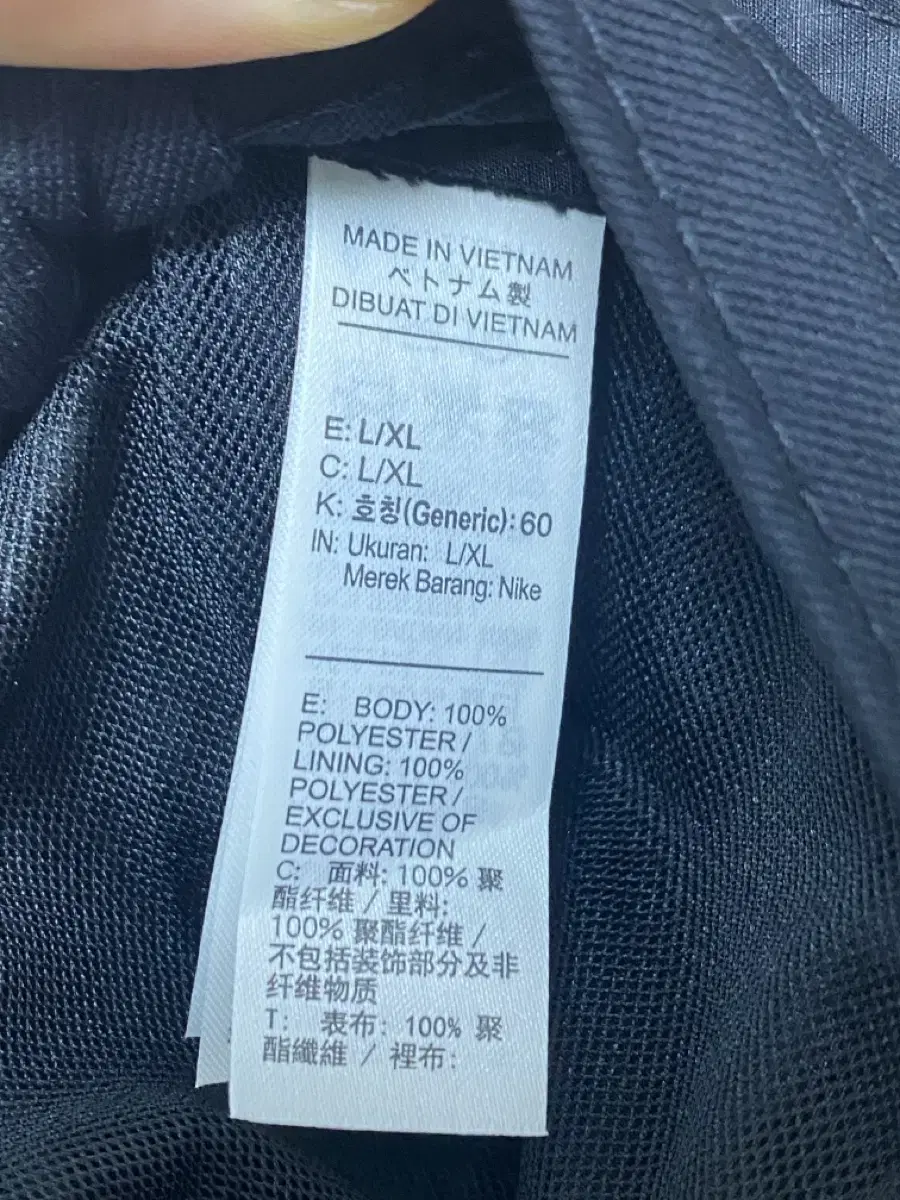 MADE IN VIETNAM
ベトナム製
DIBUAT DI VIETNAM
E: L/XL
C: L/XL
K: 호칭(Generic): 60
IN: Ukuran: L/XL
Merek Barang: Nike
E: BODY: 100%
POLYESTER /
LINING: 100%
POLYESTER /
EXCLUSIVE OF
DECORATION
C: 面料: 100% 聚
酯纤维 / 里料:
100% 聚酯纤维 /
不包括装饰部分及非
纤维物质
T: 表布: 100% 聚
酯纖維 / 裡布: